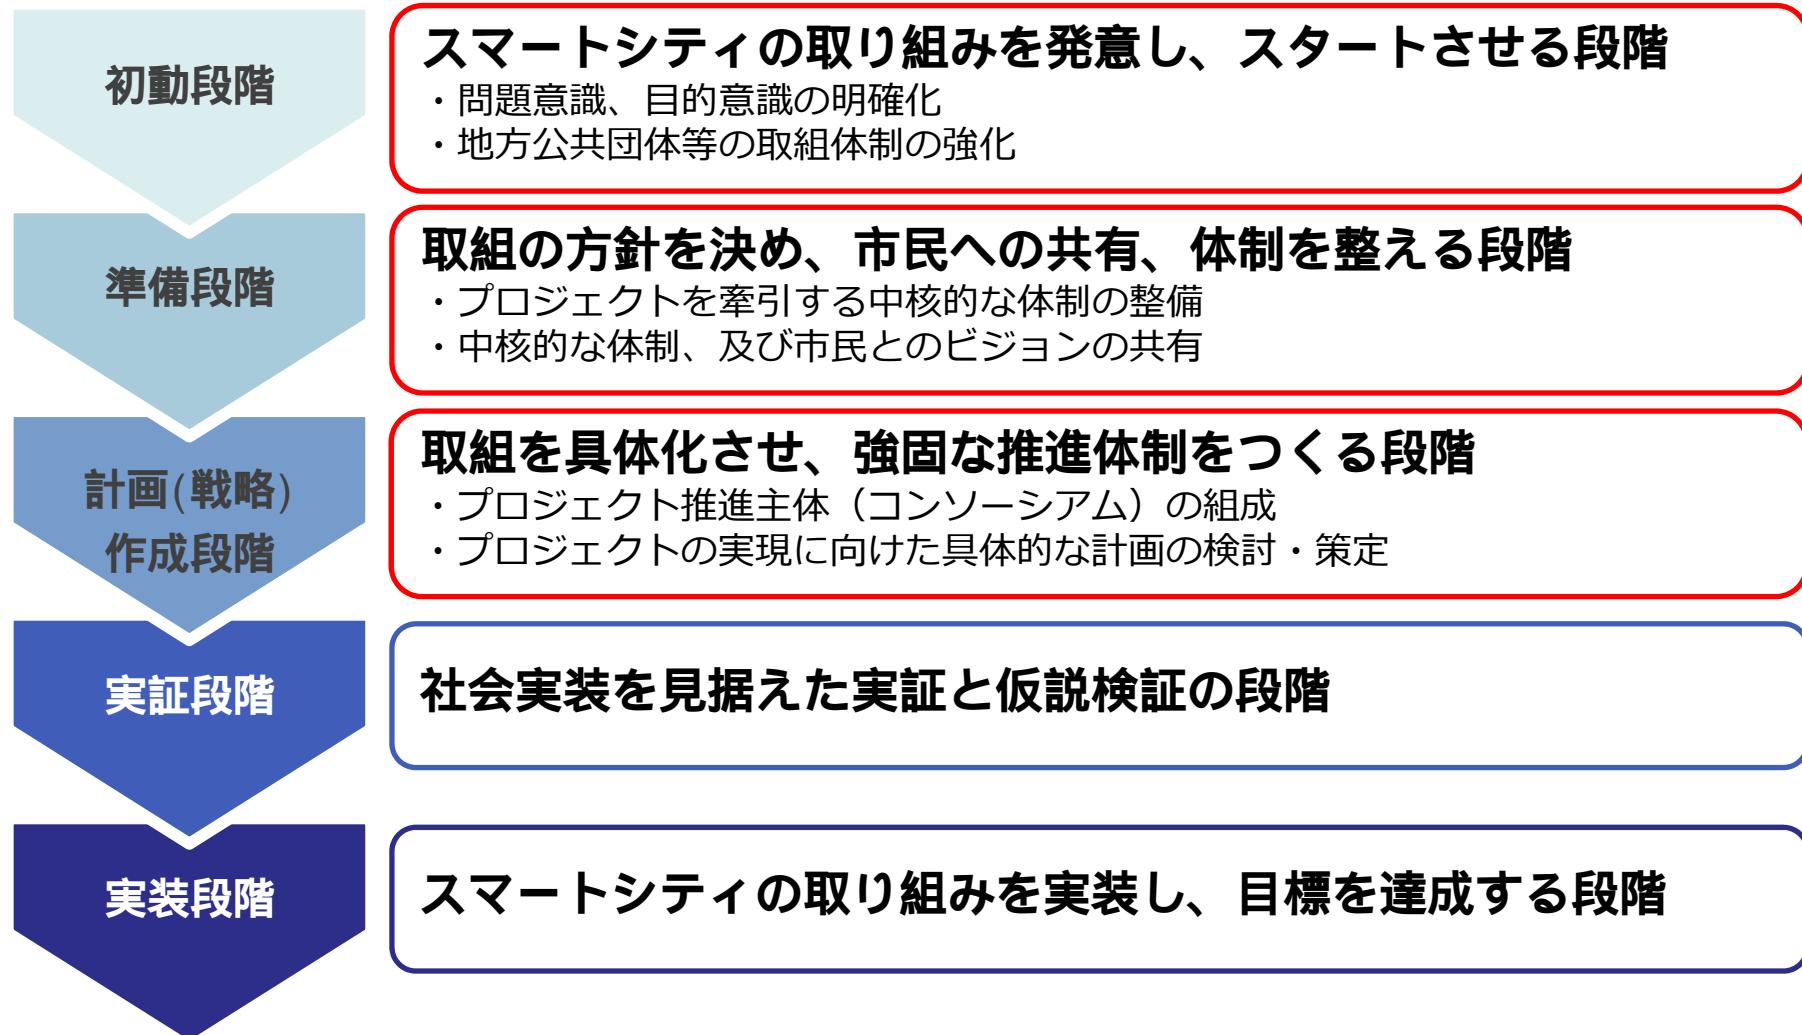 初動段階
スマートシティの取り組みを発意し、スタートさせる段階
・問題意識、目的意識の明確化
・地方公共団体等の取組体制の強化
準備段階
取組の方針を決め、市民への共有、体制を整える段階
・プロジェクトを牽引する中核的な体制の整備
・中核的な体制、及び市民とのビジョンの共有
計画(戦略)
作成段階
取組を具体化させ、強固な推進体制をつくる段階
・プロジェクト推進主体（コンソーシアム）の組成
・プロジェクトの実現に向けた具体的な計画の検討・策定
実証段階
社会実装を見据えた実証と仮説検証の段階
実装段階
スマートシティの取り組みを実装し、目標を達成する段階